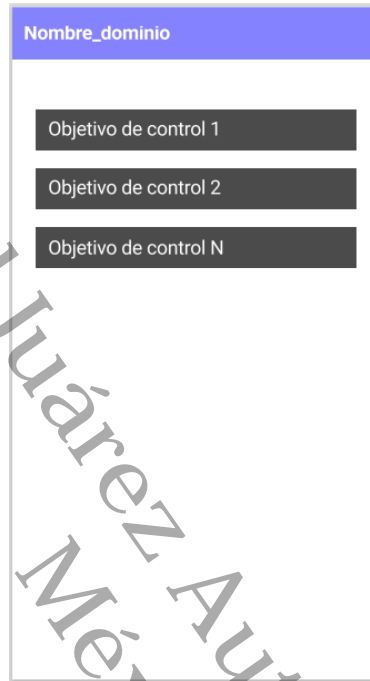 Nombre_dominio
Objetivo de control 1
Objetivo de control 2
Objetivo de control N
Juárez